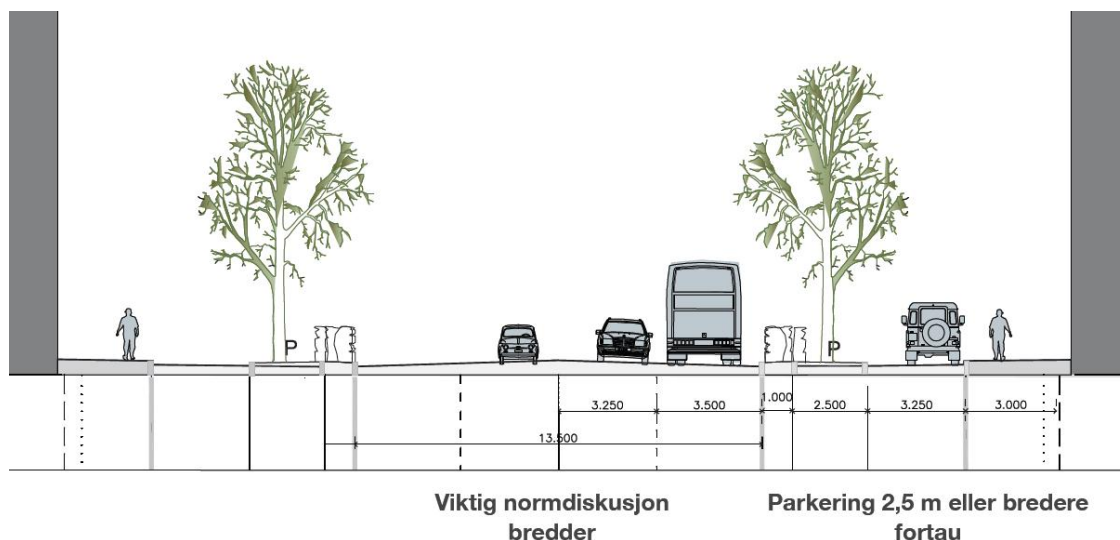 P
P
1.000
3.250
3.500
2.500
3.250
3.000
13.500
Viktig normdiskusjon
bredder
Parkering 2,5 m eller bredere
fortau